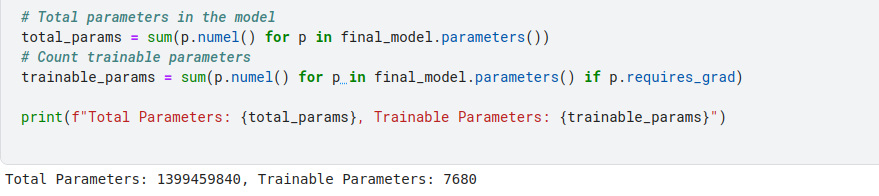 # Total parameters in the model
total_params = sum(p.numel() for p in final_model.parameters())
# Count trainable parameters
trainable_params = sum(p.numel() for p in final_model.parameters() if p.requires_grad)
print(f"Total Parameters: {total_params}, Trainable Parameters: {trainable_params}")
Total Parameters: 1399459840, Trainable Parameters: 7680